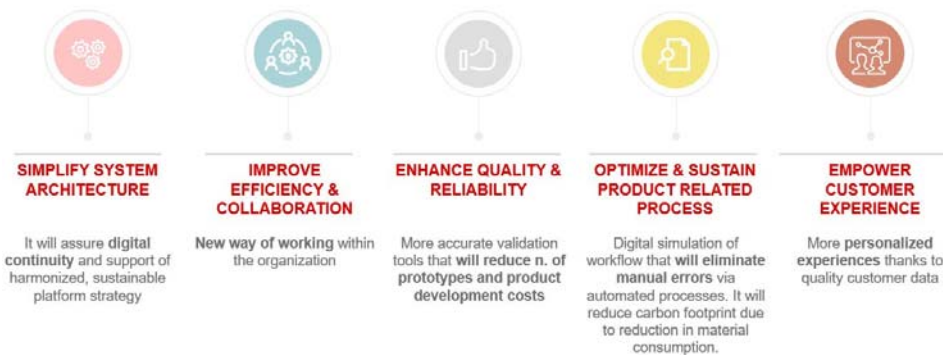 SIMPLIFY SYSTEM
ARCHITECTURE
It will assure digital
continuity and support of
harmonized, sustainable
platform strategy
IMPROVE
EFFICIENCY &
COLLABORATION
New way of working within
the organization
ENHANCE QUALITY &
RELIABILITY
More accurate validation
tools that will reduce n. of
prototypes and product
development costs
OPTIMIZE & SUSTAIN
PRODUCT RELATED
PROCESS
Digital simulation of
workflow that will eliminate
manual errors via
automated processes. It will
reduce carbon footprint due
to reduction in material
consumption.
EMPOWER
CUSTOMER
EXPERIENCE
More personalized
experiences thanks to
quality customer data